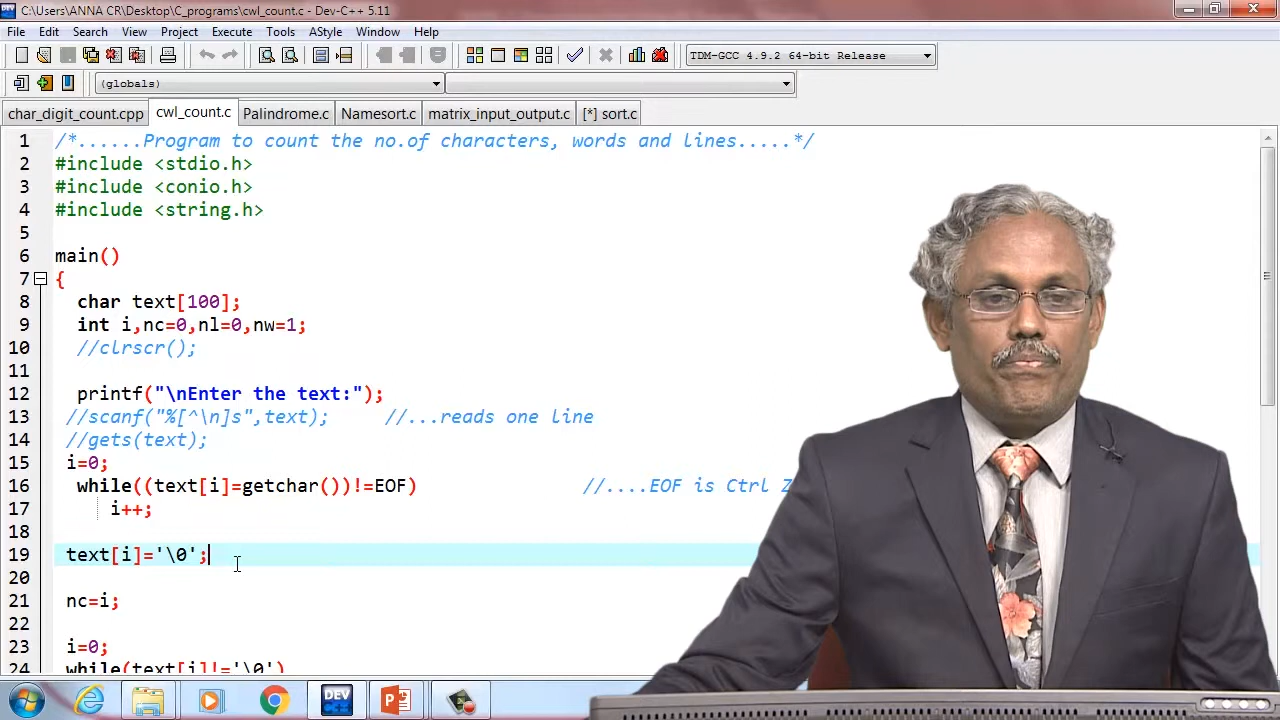 C:\Users\ANNA CR\Desktop\C_programs\cwl_count.c - Dev-C++ 5.11
File Edit Search View Project Execute Tools AStyle Window Help
TDM-GCC 4.9.2 64-bit Release
(globals)
char_digit_count.cpp cwl_count.c Palindrome.c Namesort.c matrix_input_output.c [*] sort.c
1 /*......Program to count the no.of characters, words and lines.....*/
2 #include <stdio.h>
3 #include <conio.h>
4 #include <string.h>
5
6 main()
7 {
8 char text[100];
9 int i,nc=0,nl=0,nw=1;
10 //clrscr();
11
12 printf("\nEnter the text:");
13 //scanf("%[^\n]s",text); //...reads one line
14 //gets(text);
15 i=0;
16 while((text[i]=getchar())!=EOF) //....EOF is Ctrl Z
17 i++;
18
19 text[i]='\0';
20
21 nc=i;
22
23 i=0;
24 while(text[i]!='\0')
DEV